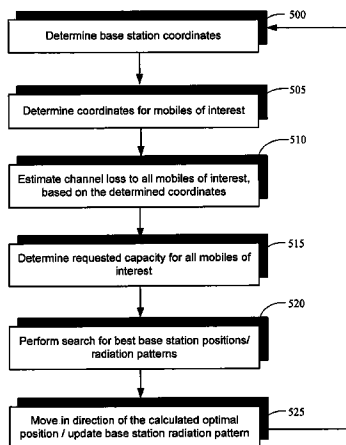 500
Determine base station coordinates
505
Determine coordinates for mobiles of interest
510
Estimate channel loss to all mobiles of interest,
based on the determined coordinates
515
Determine requested capacity for all mobiles of
interest
520
Perform search for best base station positions/
radiation patterns
525
Move in direction of the calculated optimal
position / update base station radiation pattern